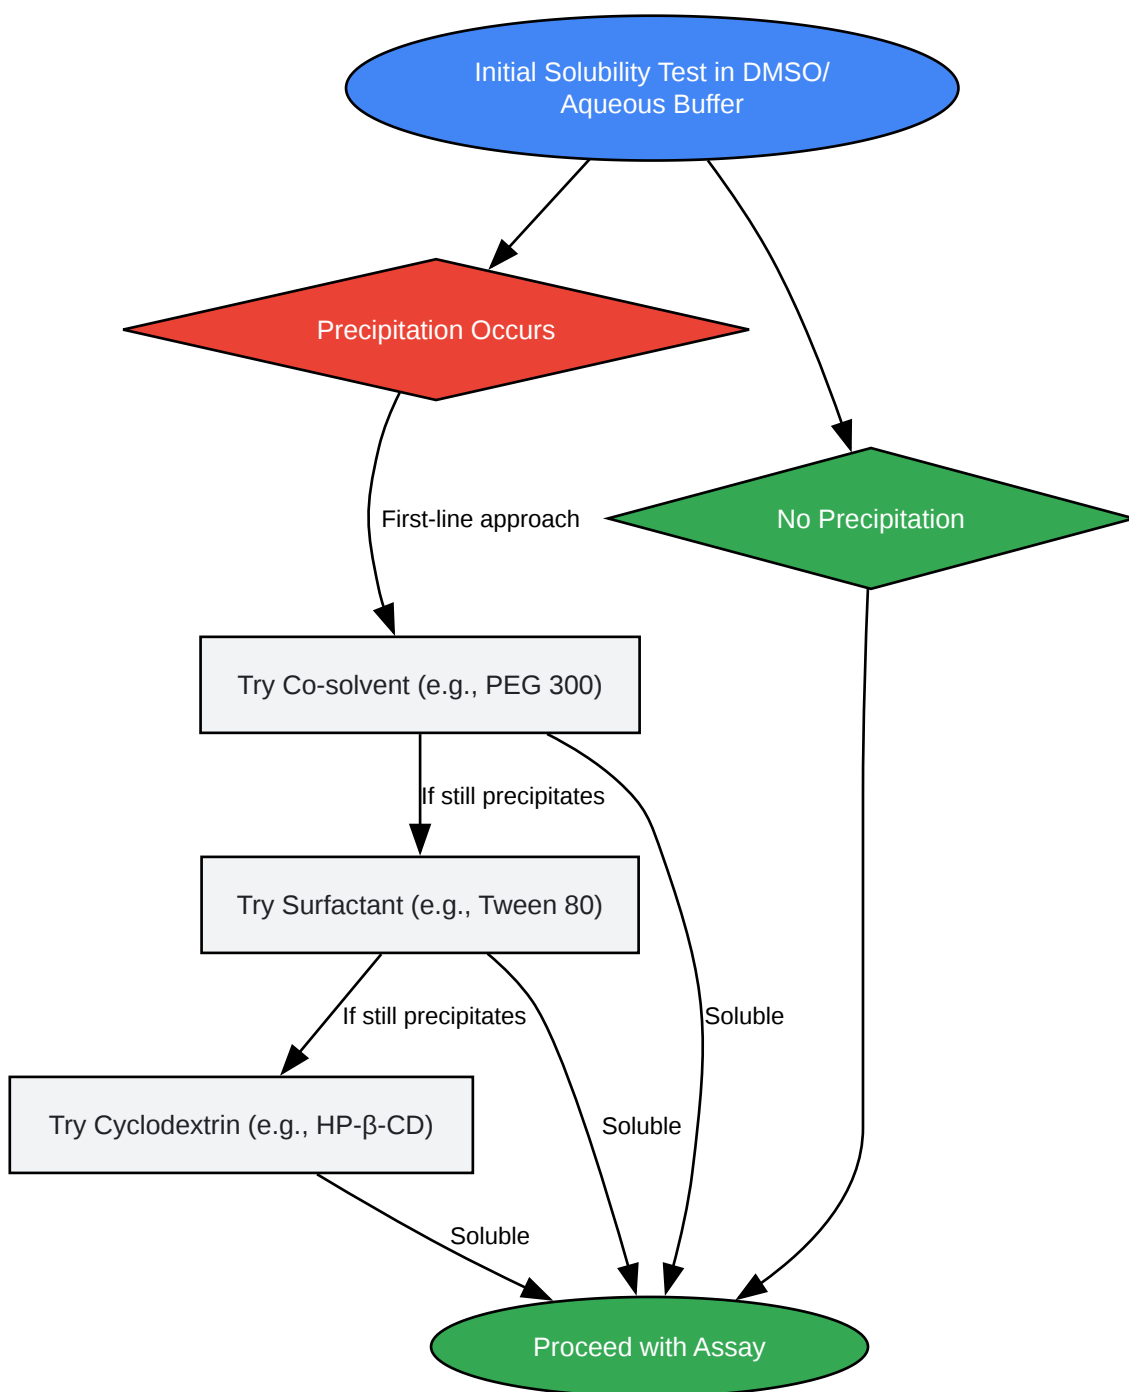 Initial Solubility Test in DMSO/
Aqueous Buffer
Precipitation Occurs
First-line approach
No Precipitation
Try Co-solvent (e.g., PEG 300)
If still precipitates
Try Surfactant (e.g., Tween 80)
If still precipitates
Soluble
Try Cyclodextrin (e.g., HP-β-CD)
Soluble
Soluble
Proceed with Assay